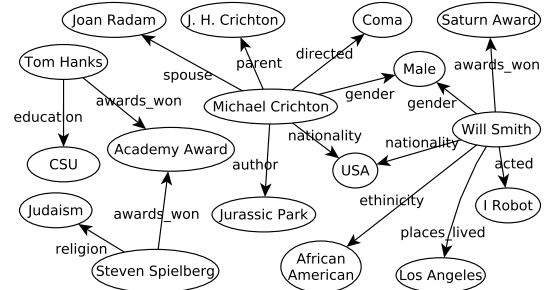 Joan Radam
J. H. Crichton
Coma
Saturn Award
Tom Hanks
parent
directed
Male
awards_won
spouse
gender
gender
education
awards_won
Michael Crichton
Will Smith
nationality
nationality
Academy Award
CSU
author
USA
acted
Judaism
awards_won
Jurassic Park
ethinicity
I Robot
places_lived
religion
Steven Spielberg
African
American
Los Angeles